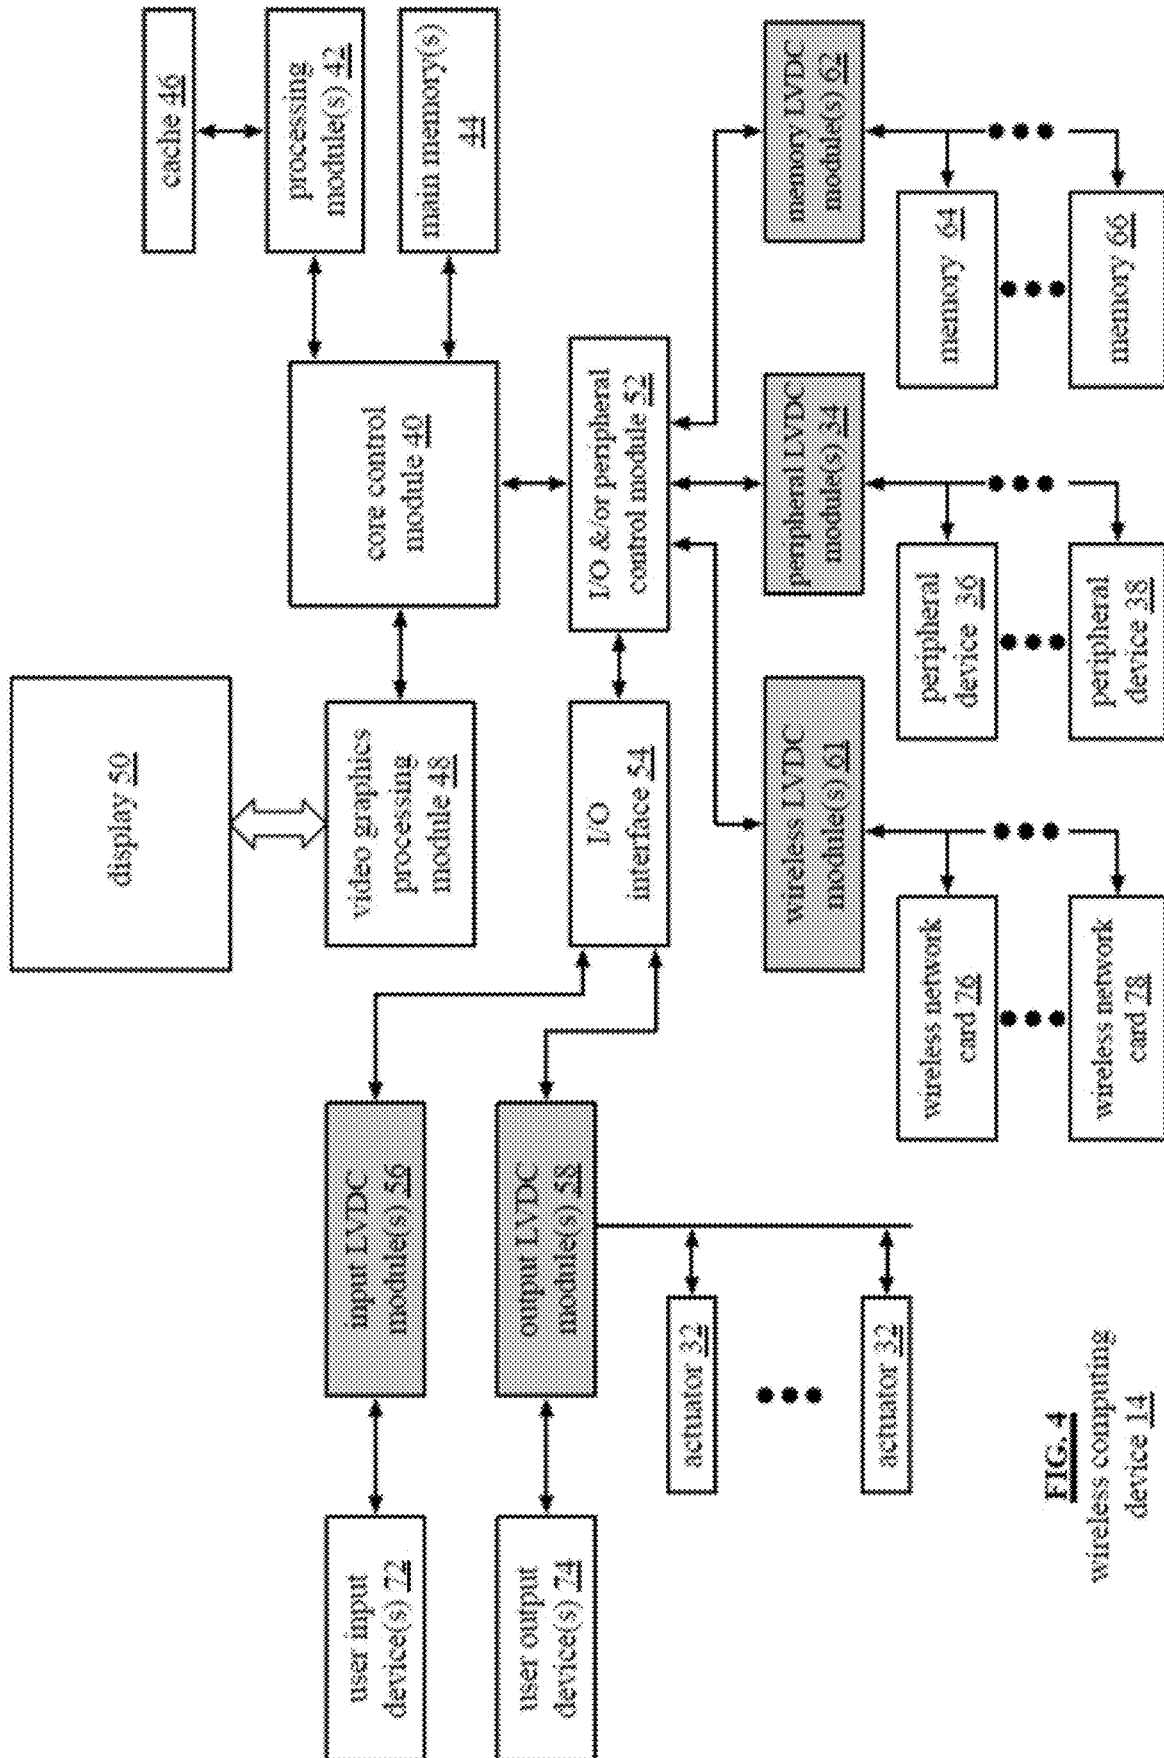 display 50
video graphics
processing
module 48
core control
module 40
cache 46
processing
module(s) 42
main memory(s)
44
user input
device(s) 72
input LVDC
module(s) 56
user output
device(s) 74
output LVDC
module(s) 58
I/O
interface 54
I/O &/or peripheral
control module 52
actuator 32
actuator 32
wireless LVDC
module(s) 61
peripheral LVDC
module(s) 34
memory LVDC
module(s) 62
wireless network
card 76
peripheral
device 36
memory 64
wireless network
card 78
peripheral
device 38
memory 66
FIG. 4
wireless computing
device 14